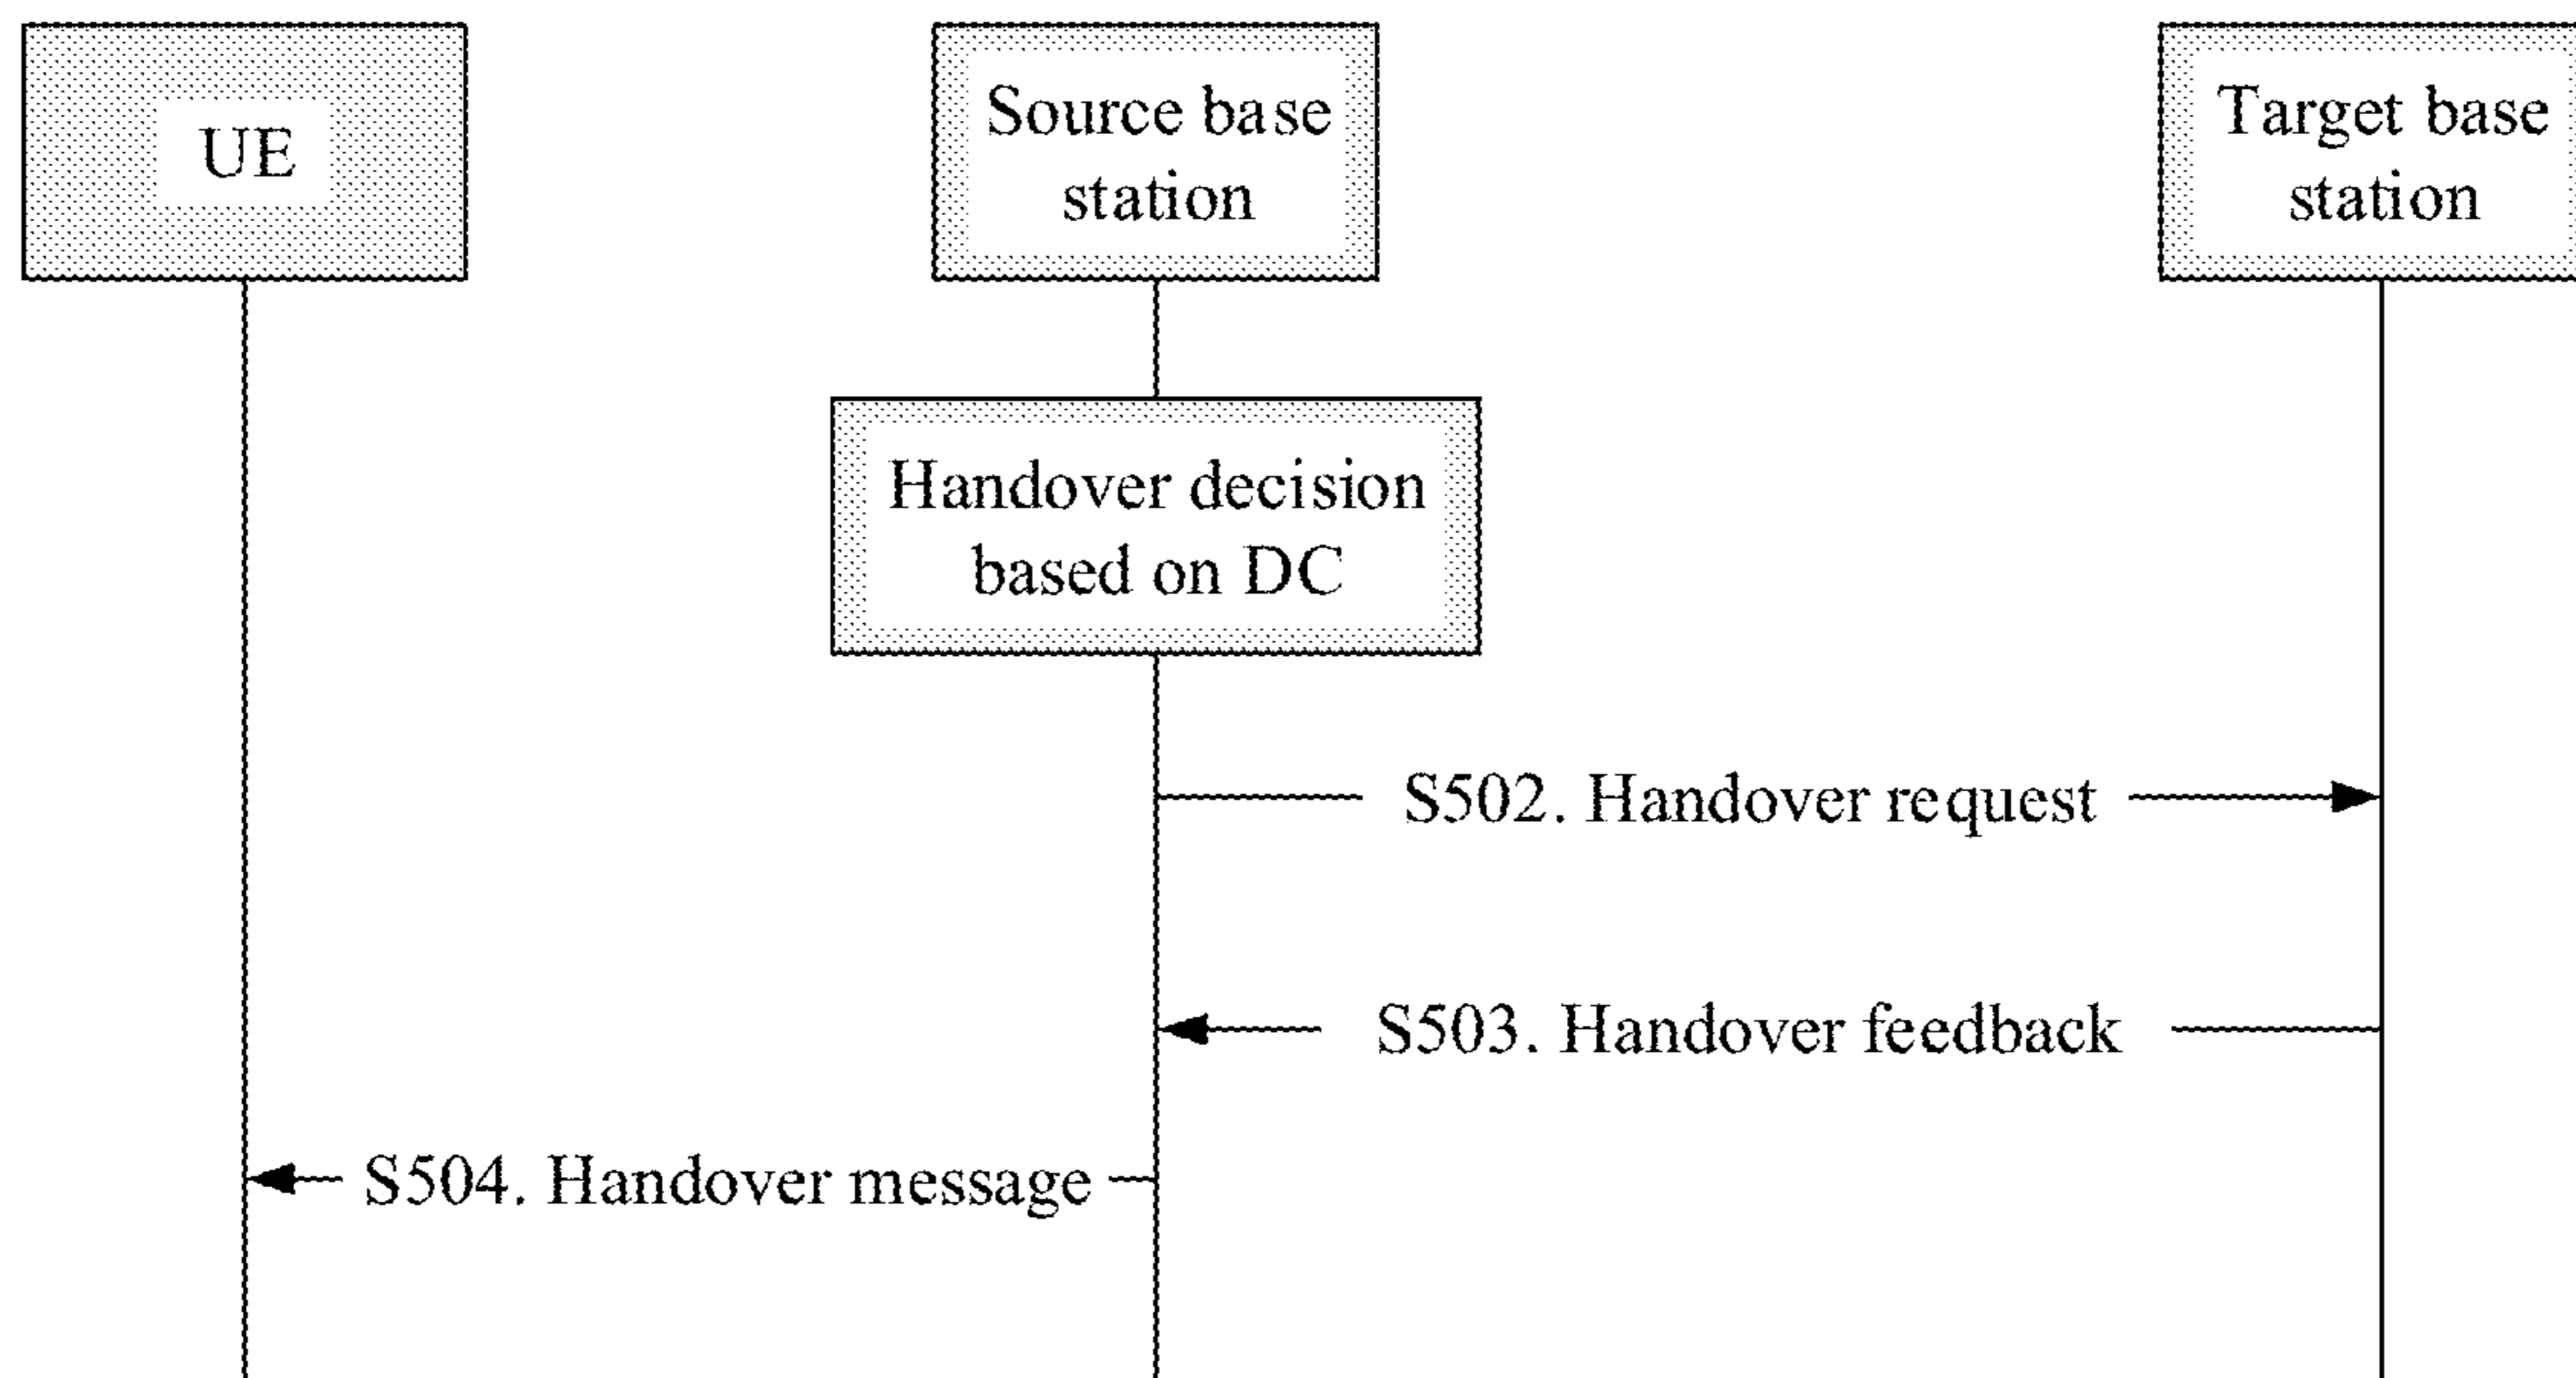 UE
Source base
station
Target base
station
Handover decision
based on DC
S502. Handover request
S503. Handover feedback
S504. Handover message